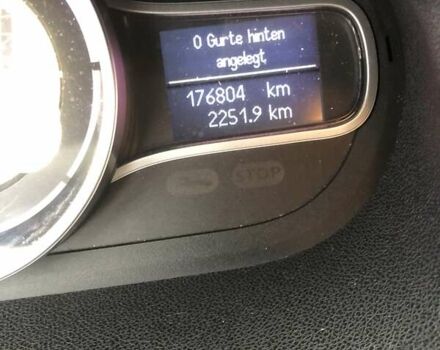 0 Gurte hinten
angelegt
176804 km
2251.9 km
STOP